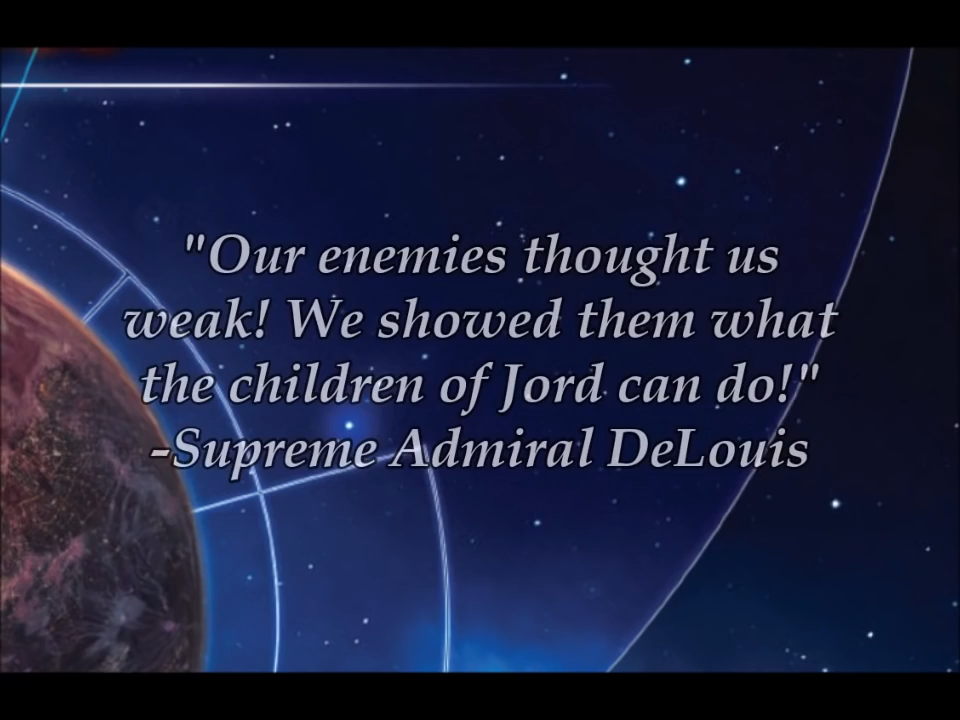 "Our enemies thought us
weak! We showed them what
the children of Jord can do!"
-Supreme Admiral DeLouis